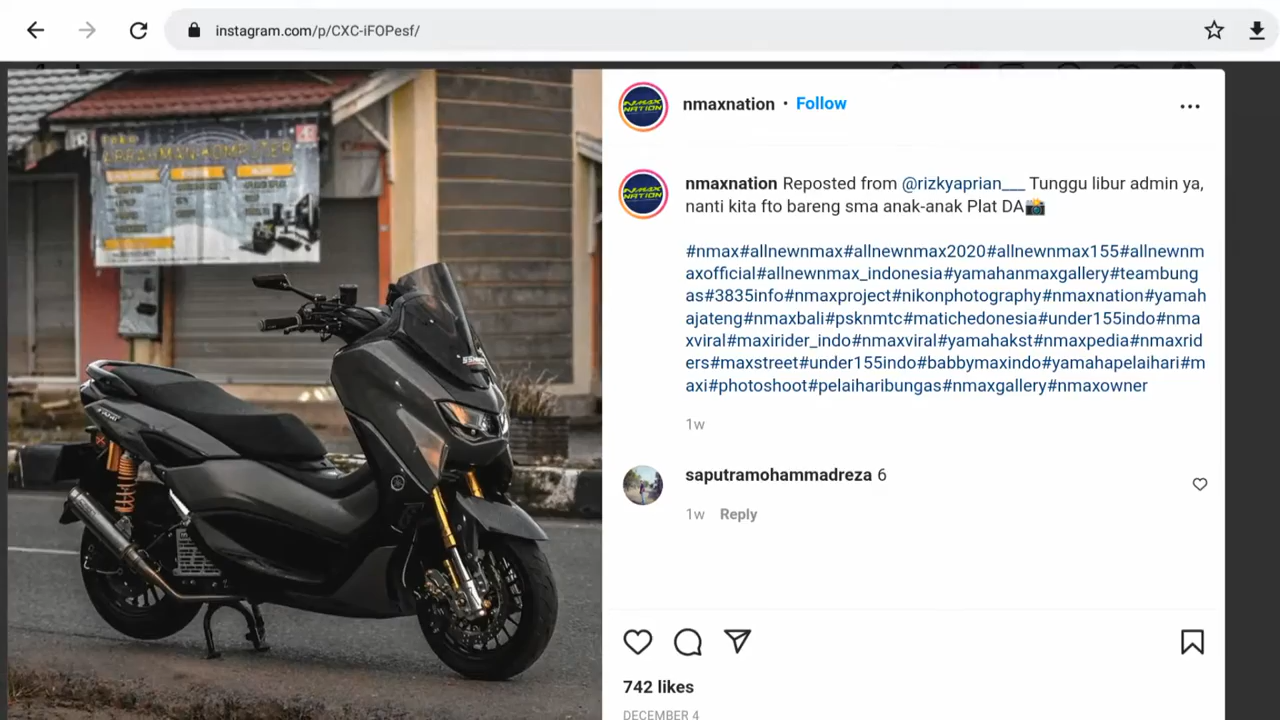 instagram.com/p/CXC-iFOPesf/
TOKO
ARRAHMAN KOMPUTER
nmaxnation • Follow
nmaxnation Reposted from @rizkyaprian___ Tunggu libur admin ya,
nanti kita fto bareng sma anak-anak Plat DA📸
#nmax#allnewnmax#allnewnmax2020#allnewnmax155#allnewnm
axofficial#allnewnmax_indonesia#yamahanmaxgallery#teambung
as#3835info#nmaxproject#nikonphotography#nmaxnation#yamah
ajateng#nmaxbali#psknmtc#matichedonesia#under155indo#nma
xviral#maxirider_indo#nmaxviral#yamahakst#nmaxpedia#nmaxrid
ers#maxstreet#under155indo#babbymaxindo#yamahapelaihari#m
axi#photoshoot#pelaiharibungas#nmaxgallery#nmaxowner
1w
saputramohammadreza 6
1w Reply
742 likes
DECEMBER 4